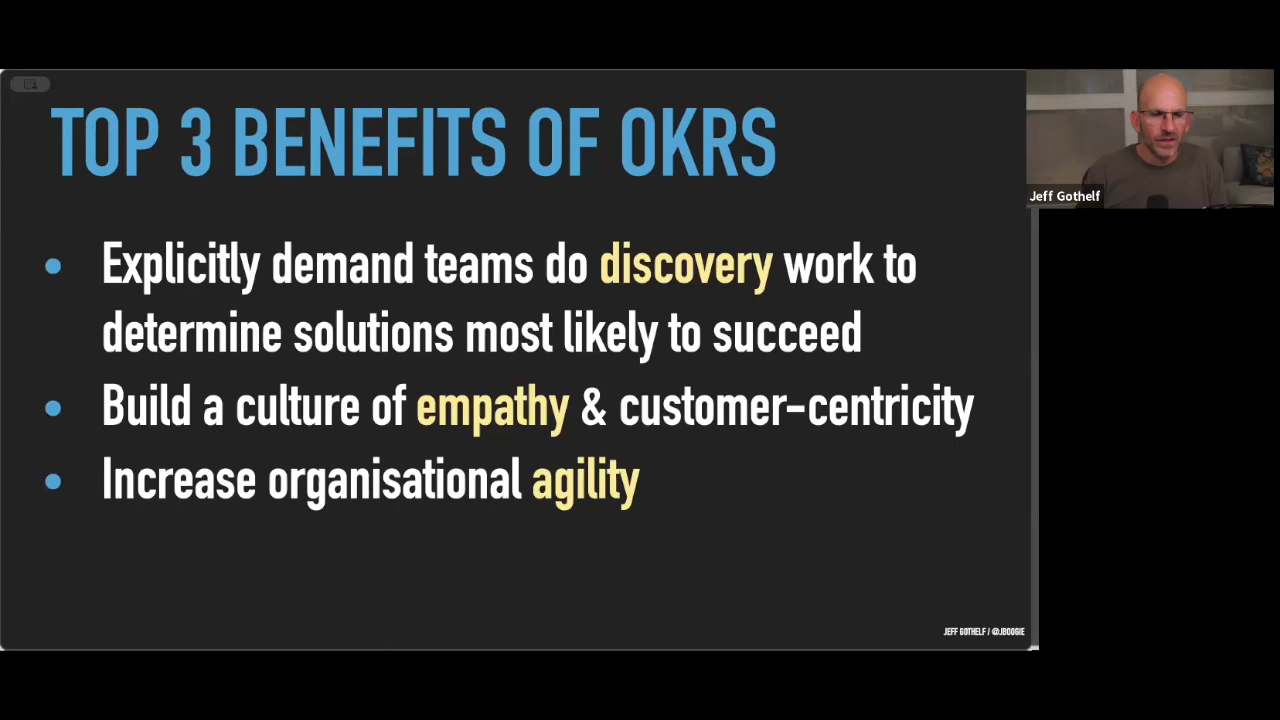 TOP 3 BENEFITS OF OKRS
• Explicitly demand teams do discovery work to
determine solutions most likely to succeed
• Build a culture of empathy & customer-centricity
• Increase organisational agility
JEFF GOTHELF / @JBOOGIE
Jeff Gothelf